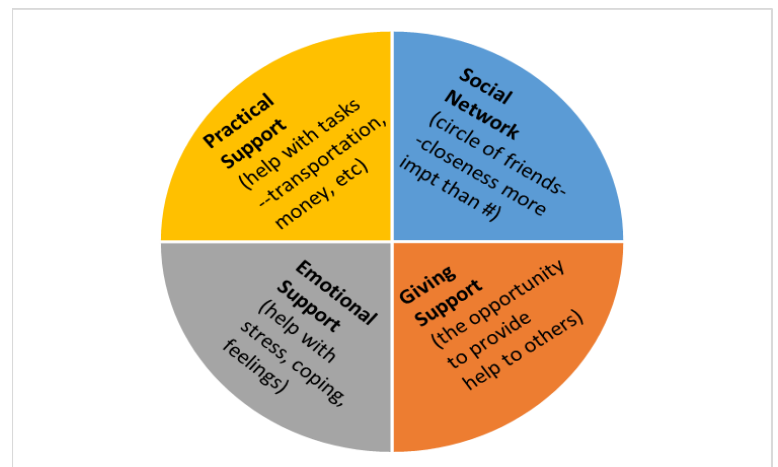 Practical
Support
(help with tasks
--transportation,
money, etc)
Social
Network
(circle of friends-
-closeness more
impt than #)
Emotional
Support
(help with
stress, coping,
feelings)
Giving
Support
(the opportunity
to provide
help to others)